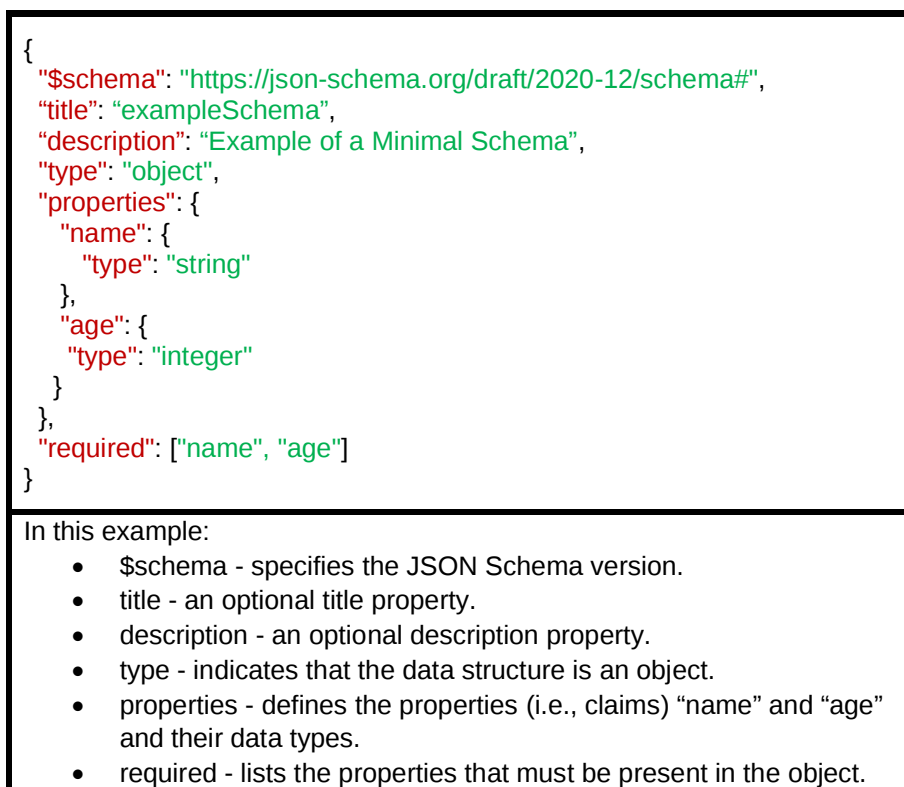 {
"$schema": "https://json-schema.org/draft/2020-12/schema#",
“title”: “exampleSchema”,
“description”: “Example of a Minimal Schema”,
"type": "object",
"properties": {
"name": {
"type": "string"
},
"age": {
"type": "integer"
}
},
"required": ["name", "age"]
}
In this example:
• $schema - specifies the JSON Schema version.
• title - an optional title property.
• description - an optional description property.
• type - indicates that the data structure is an object.
• properties - defines the properties (i.e., claims) “name” and “age”
and their data types.
• required - lists the properties that must be present in the object.